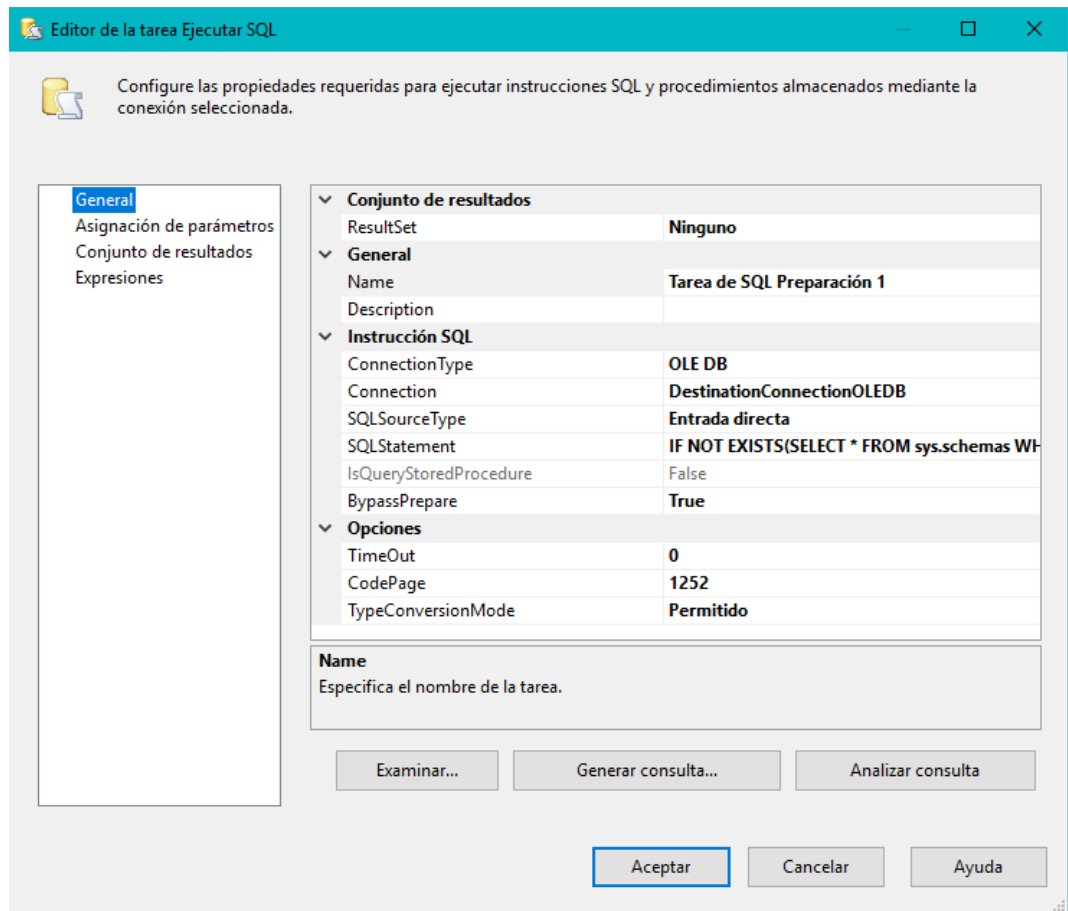 Editor de la tarea Ejecutar SQL
Configure las propiedades requeridas para ejecutar instrucciones SQL y procedimientos almacenados mediante la
conexión seleccionada.
General
Asignación de parámetros
Conjunto de resultados
Expresiones
Conjunto de resultados
ResultSet Ninguno
General
Name Tarea de SQL Preparación 1
Description
Instrucción SQL
ConnectionType OLE DB
Connection DestinationConnectionOLEDB
SQLSourceType Entrada directa
SQLStatement IF NOT EXISTS(SELECT * FROM sys.schemas WH
IsQueryStoredProcedure False
BypassPrepare True
Opciones
TimeOut 0
CodePage 1252
TypeConversionMode Permitido
Name
Especifica el nombre de la tarea.
Examinar... Generar consulta... Analizar consulta
Aceptar Cancelar Ayuda